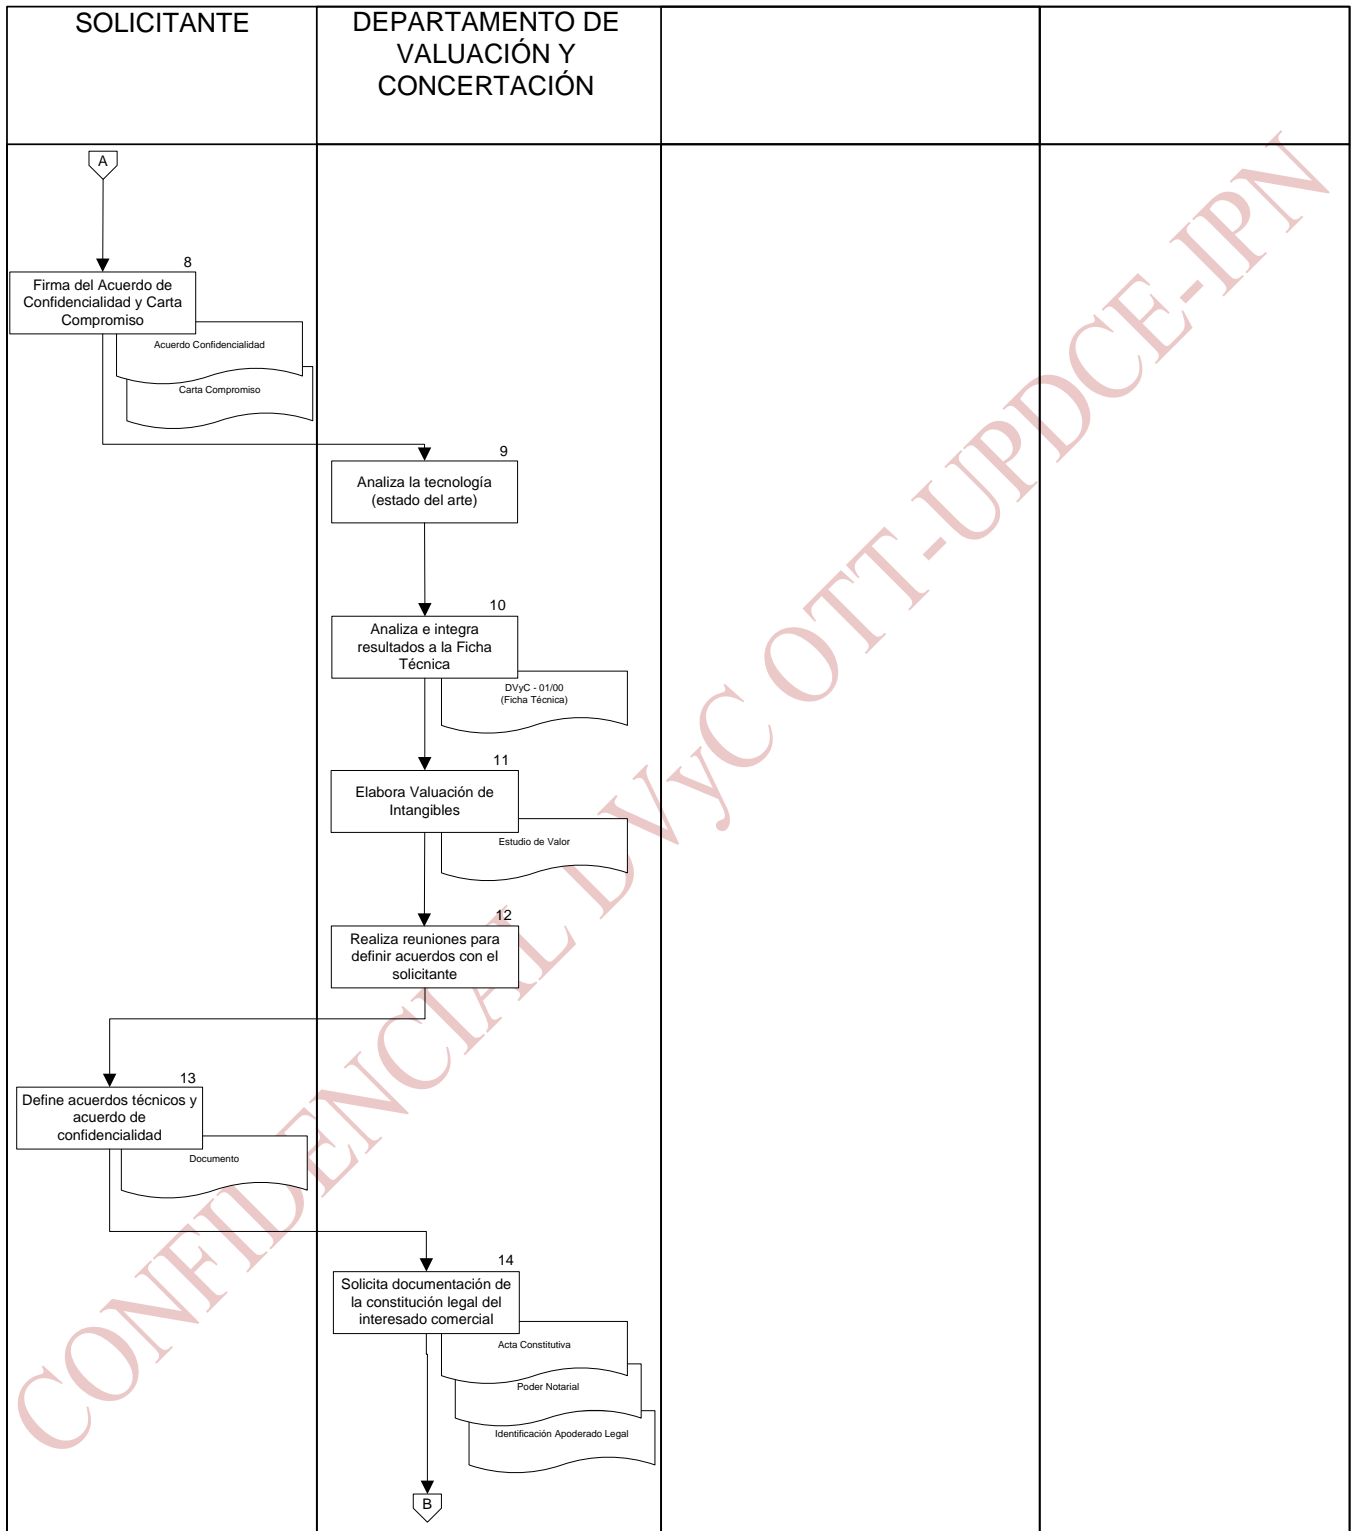 SOLICITANTE
DEPARTAMENTO DE
VALUACIÓN Y
CONCERTACIÓN
A
8
Firma del Acuerdo de
Confidencialidad y Carta
Compromiso
Acuerdo Confidencialidad
Carta Compromiso
9
Analiza la tecnología
(estado del arte)
10
Analiza e integra
resultados a la Ficha
Técnica
DVyC - 01/00
(Ficha Técnica)
11
Elabora Valuación de
Intangibles
Estudio de Valor
12
Realiza reuniones para
definir acuerdos con el
solicitante
13
Define acuerdos técnicos y
acuerdo de
confidencialidad
Documento
14
Solicita documentación de
la constitución legal del
interesado comercial
Acta Constitutiva
Poder Notarial
Identificación Apoderado Legal
B
CONFIDENCIAL DVyC OTT-UPDCE-IPN